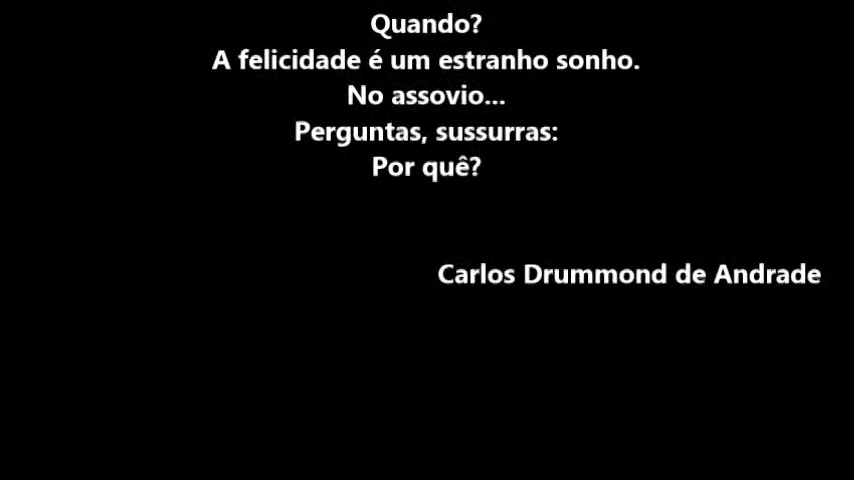 Quando?
A felicidade é um estranho sonho.
No assovio...
Perguntas, sussurras:
Por quê?
Carlos Drummond de Andrade